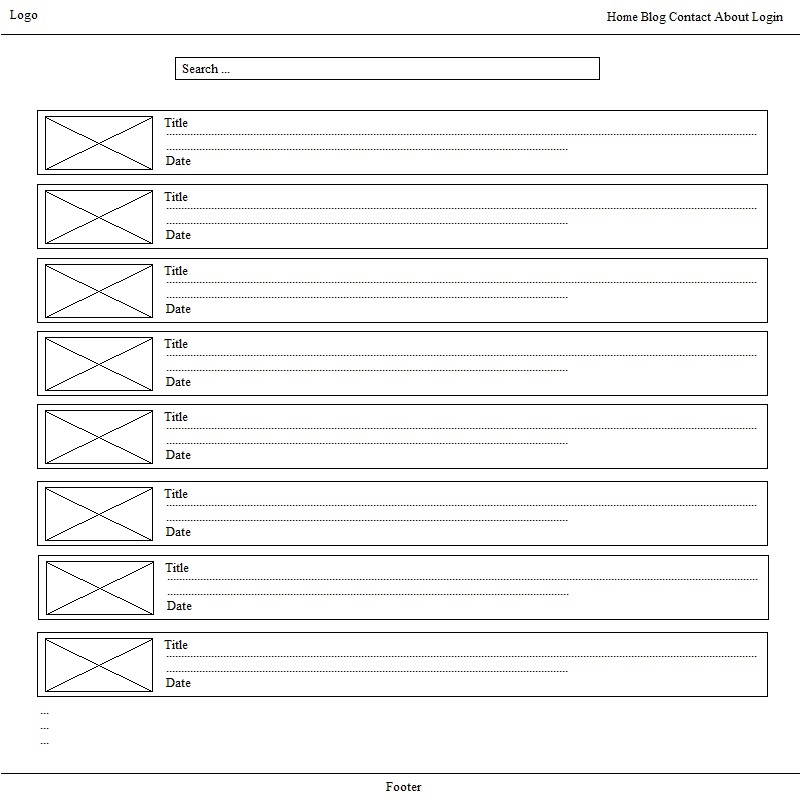 Logo
Home Blog Contact About Login
Search ...
Title
Date
Title
Date
Title
Date
Title
Date
Title
Date
Title
Date
Title
Date
Title
Date
...
...
...
Footer